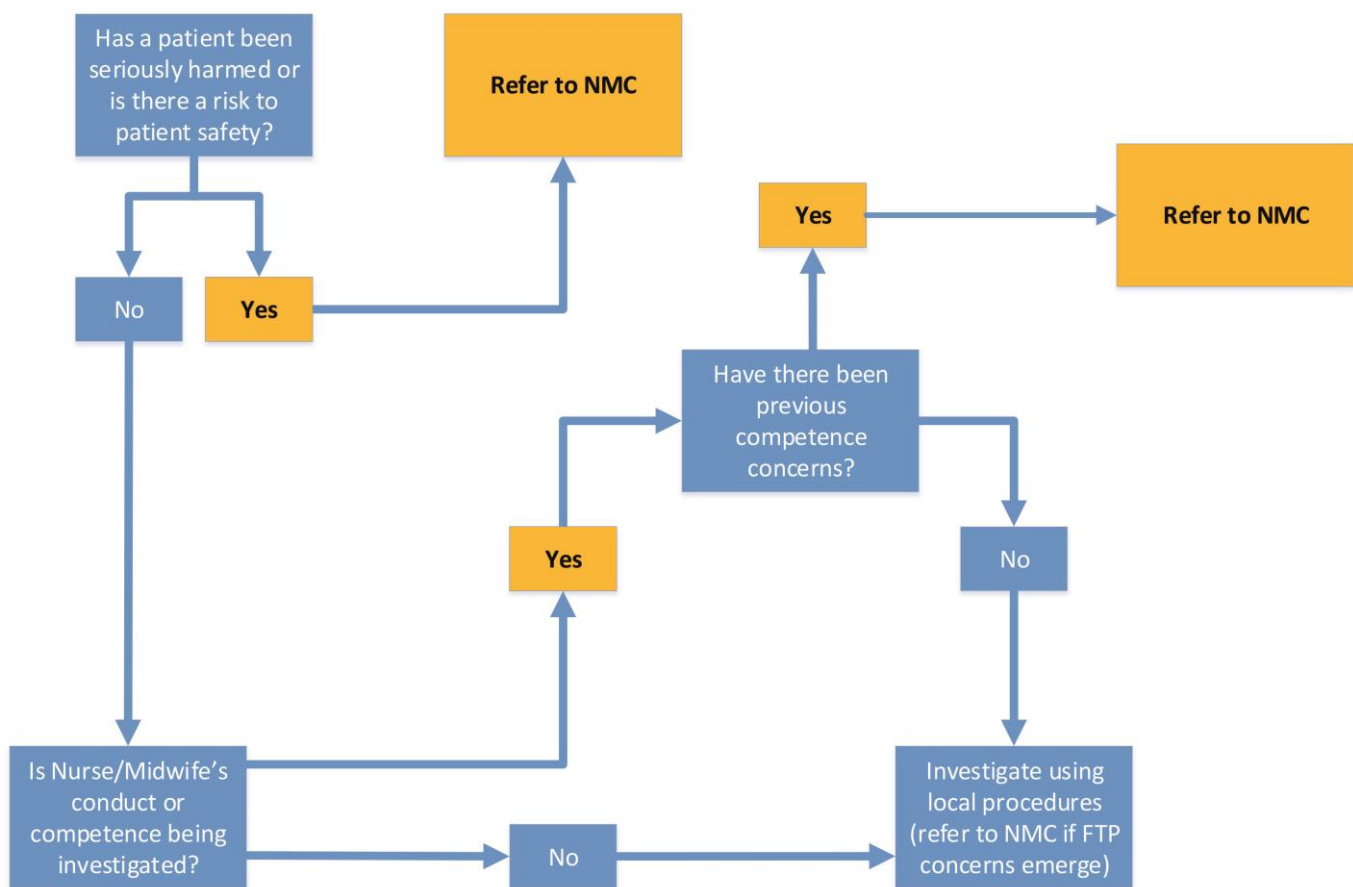 Has a patient been
seriously harmed or
is there a risk to
patient safety?
Refer to NMC
No
Yes
Yes
Refer to NMC
Have there been
previous
competence
concerns?
Yes
No
Is Nurse/Midwife’s
conduct or
competence being
investigated?
No
Investigate using
local procedures
(refer to NMC if FTP
concerns emerge)